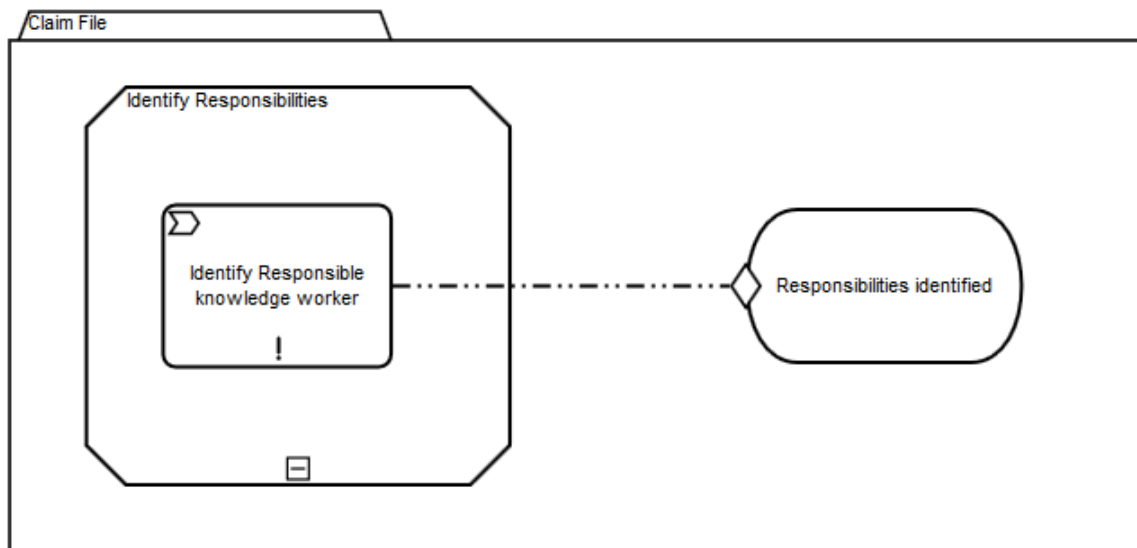 Claim File
Identify Responsibilities
Identify Responsible
knowledge worker
!
Responsibilities identified